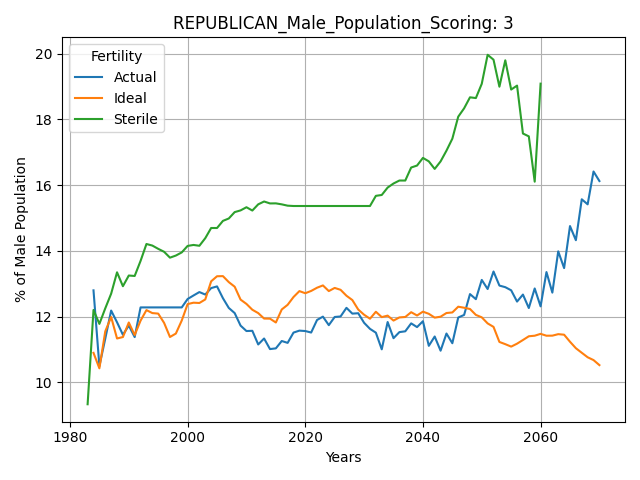 REPUBLICAN_Male_Population_Scoring: 3
% of Male Population
20
18
16
14
12
10
Fertility
Actual
Ideal
Sterile
1980
2000
2020
2040
2060
Years